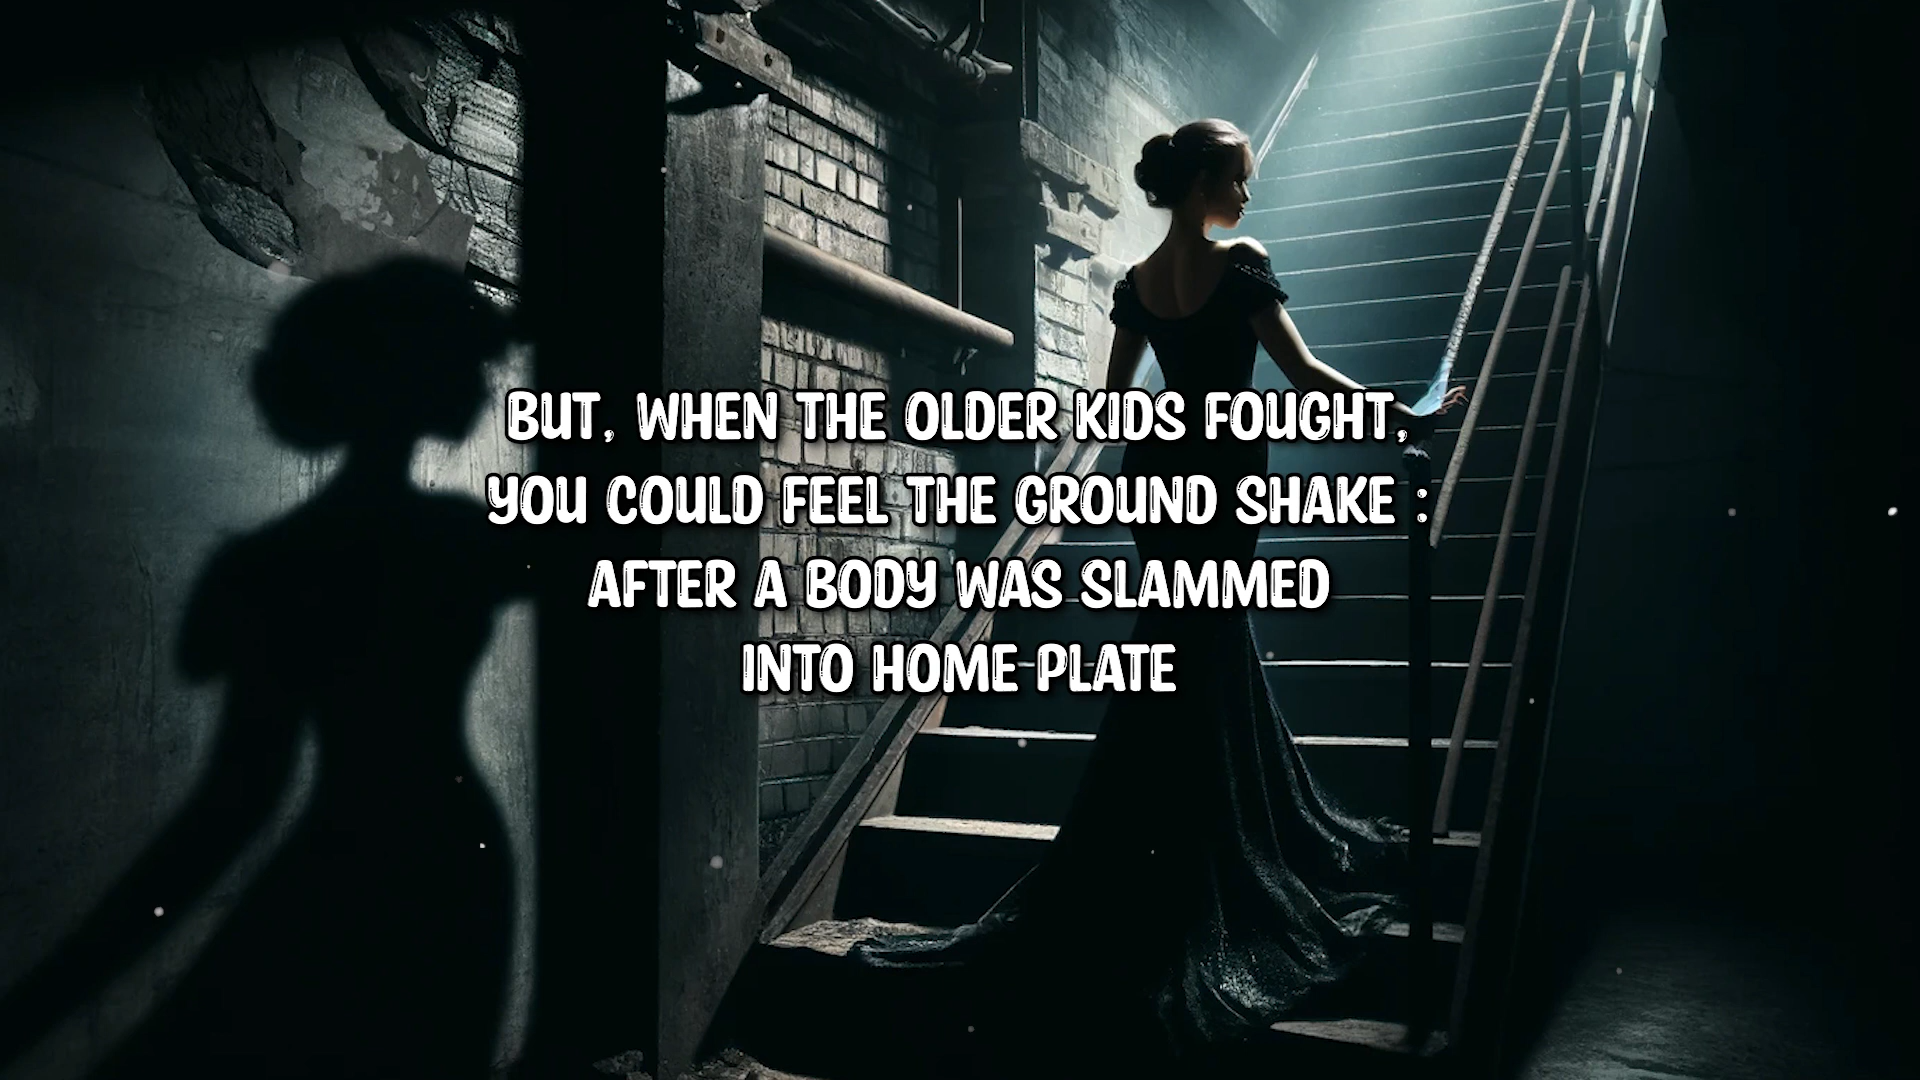 BUT, WHEN THE OLDER KIDS FOUGHT,
YOU COULD FEEL THE GROUND SHAKE :
AFTER A BODY WAS SLAMMED
INTO HOME PLATE